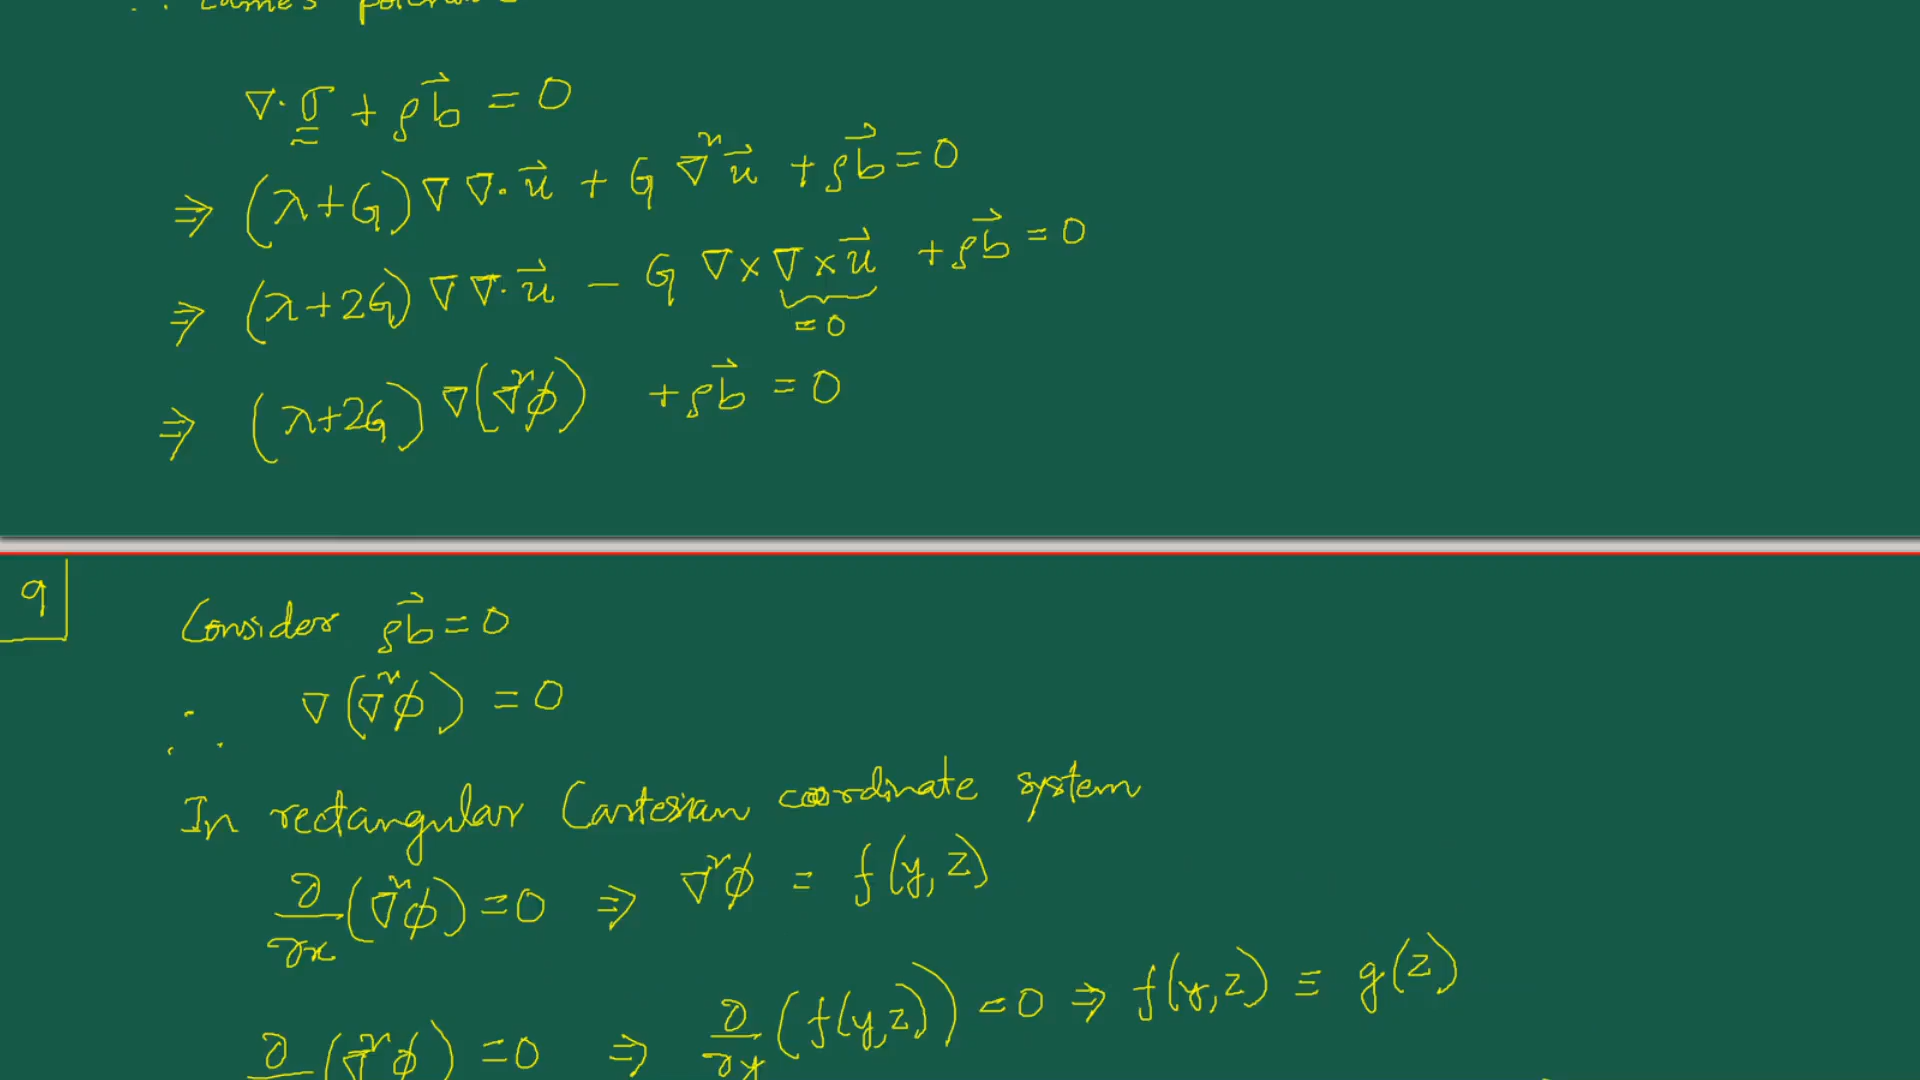 ∴ Lame's
∇·σ + ρb⃗ = 0
⇒ (λ+G)∇∇·u⃗ + G∇²u⃗ + ρb⃗ = 0
⇒ (λ+2G)∇∇·u⃗ − G∇×∇×u⃗ + ρb⃗ = 0
= 0
⇒ (λ+2G)∇(∇²φ) + ρb⃗ = 0
9
Consider ρb⃗ = 0
∴ ∇(∇²φ) = 0
In rectangular Cartesian coordinate system
∂/∂x(∇²φ) = 0 ⇒ ∇²φ = f(y,z)
∂ (∇²φ) = 0 ⇒ ∂/∂y(f(y,z)) = 0 ⇒ f(y,z) ≡ g(z)